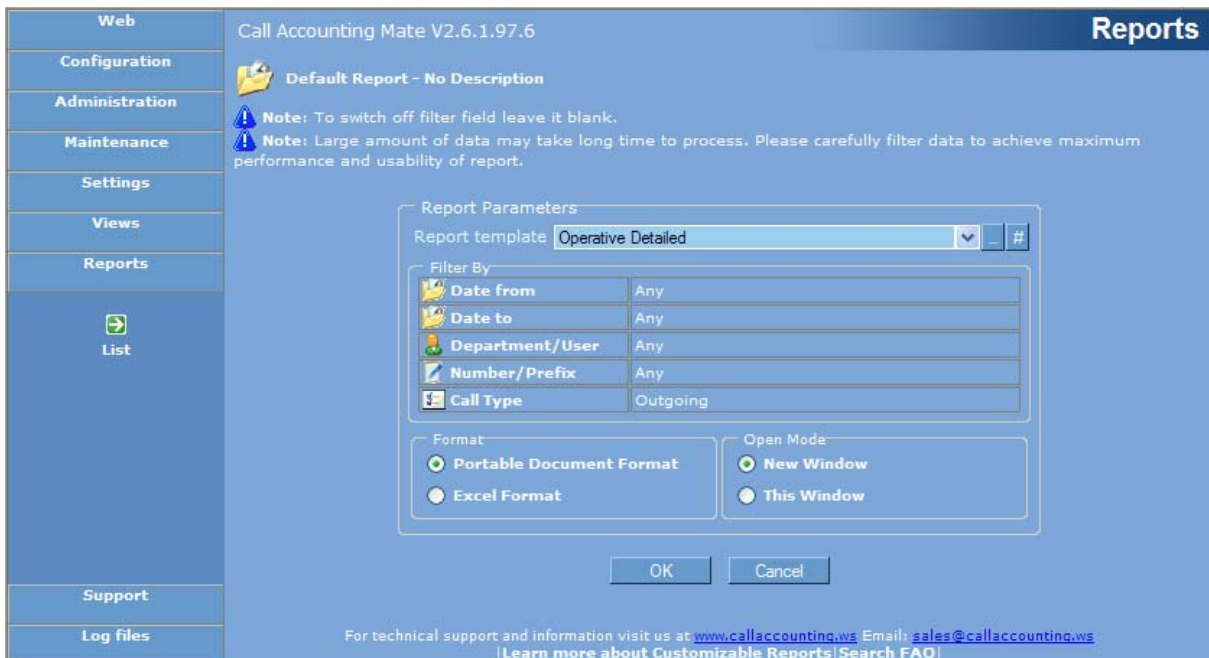 Web
Configuration
Administration
Maintenance
Settings
Views
Reports
List
Support
Log files
Call Accounting Mate V2.6.1.97.6
Reports
Default Report - No Description
Note: To switch off filter field leave it blank.
Note: Large amount of data may take long time to process. Please carefully filter data to achieve maximum
performance and usability of report.
Report Parameters
Report template Operative Detailed _ #
Filter By
Date from Any
Date to Any
Department/User Any
Number/Prefix Any
Call Type Outgoing
Format
Portable Document Format
Excel Format
Open Mode
New Window
This Window
OK Cancel
For technical support and information visit us at www.callaccounting.ws Email: sales@callaccounting.ws
|Learn more about Customizable Reports|Search FAQ|